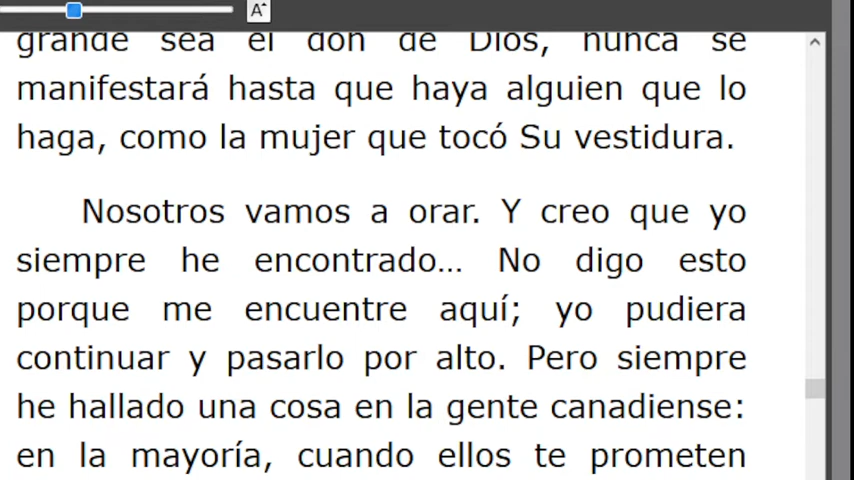 A
grande sea el don de Dios, nunca se
manifestará hasta que haya alguien que lo
haga, como la mujer que tocó Su vestidura.
Nosotros vamos a orar. Y creo que yo
siempre he encontrado... No digo esto
porque me encuentre aquí; yo pudiera
continuar y pasarlo por alto. Pero siempre
he hallado una cosa en la gente canadiense:
en la mayoría, cuando ellos te prometen